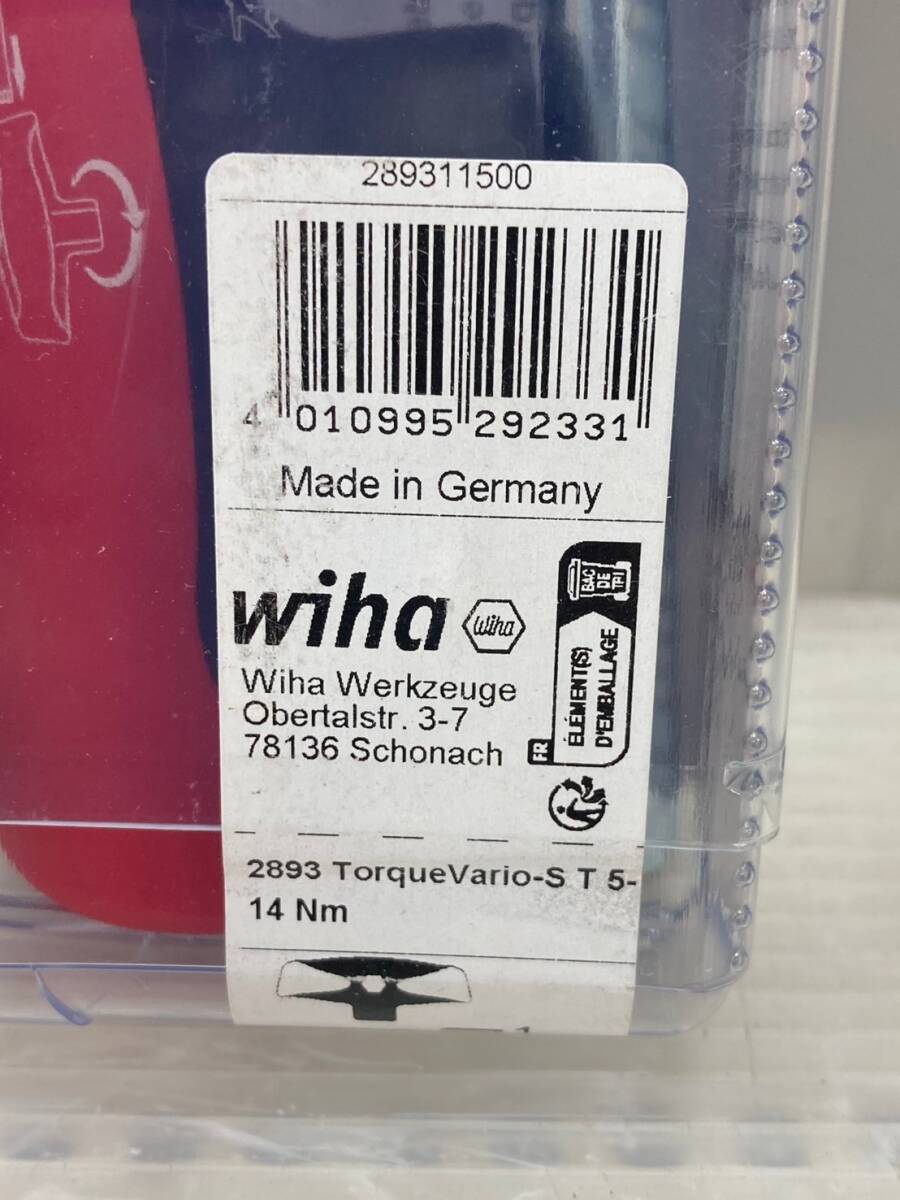 289311500
4 010995 292331
Made in Germany
wiha wiha
Wiha Werkzeuge
Obertalstr. 3-7
78136 Schonach
BAC
DE
TRI
ÉLÉMENT(S)
D'EMBALLAGE
FR
2893 TorqueVario-S T 5-
14 Nm